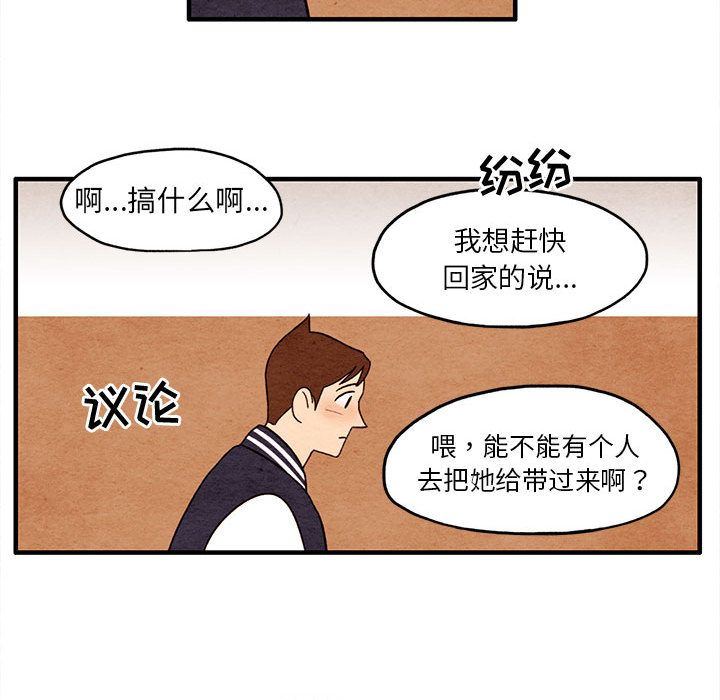 啊...搞什么啊...
纷纷
我想赶快
回家的说...
议论
喂，能不能有个人
去把她给带过来啊？